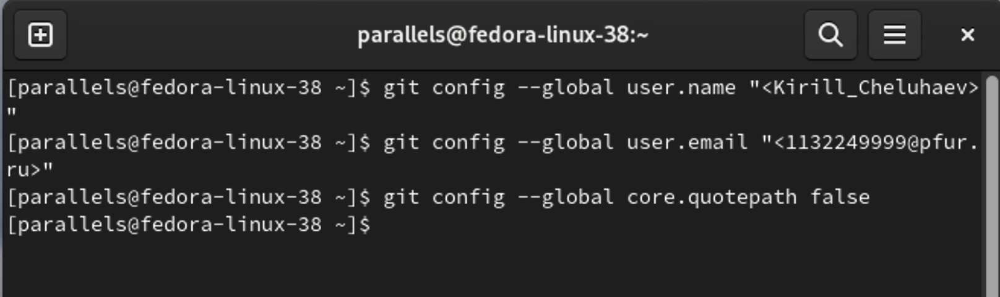 parallels@fedora-linux-38:~
[parallels@fedora-linux-38 ~]$ git config --global user.name "<Kirill_Cheluhaev>
"
[parallels@fedora-linux-38 ~]$ git config --global user.email "<1132249999@pfur.
ru>"
[parallels@fedora-linux-38 ~]$ git config --global core.quotepath false
[parallels@fedora-linux-38 ~]$